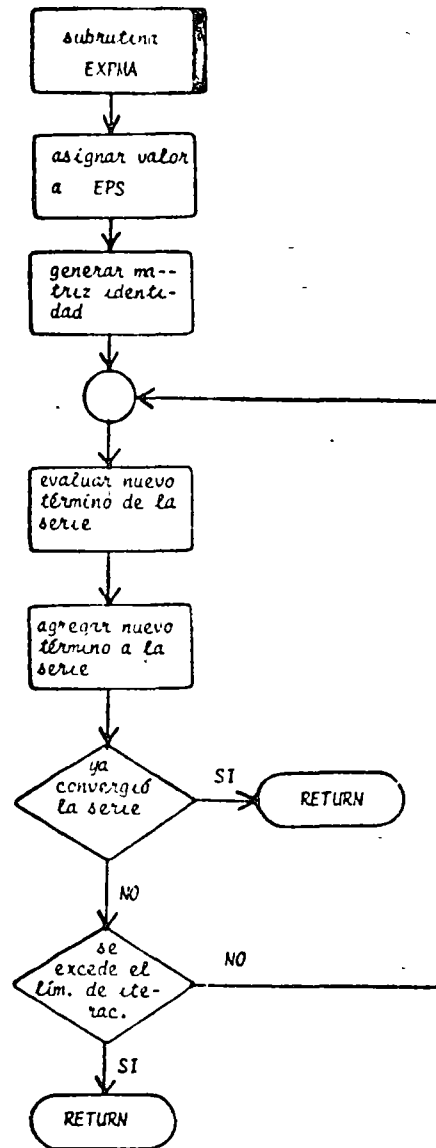 subrutina
EXPMA
asignar valor
a EPS
generar ma--
triz identi-
dad
evaluar nuevo
término de la
serie
agregar nuevo
término a la
serie
ya
convergió
la serie
SI
RETURN
NO
se
excede el
lím. de ite-
rac.
NO
SI
RETURN